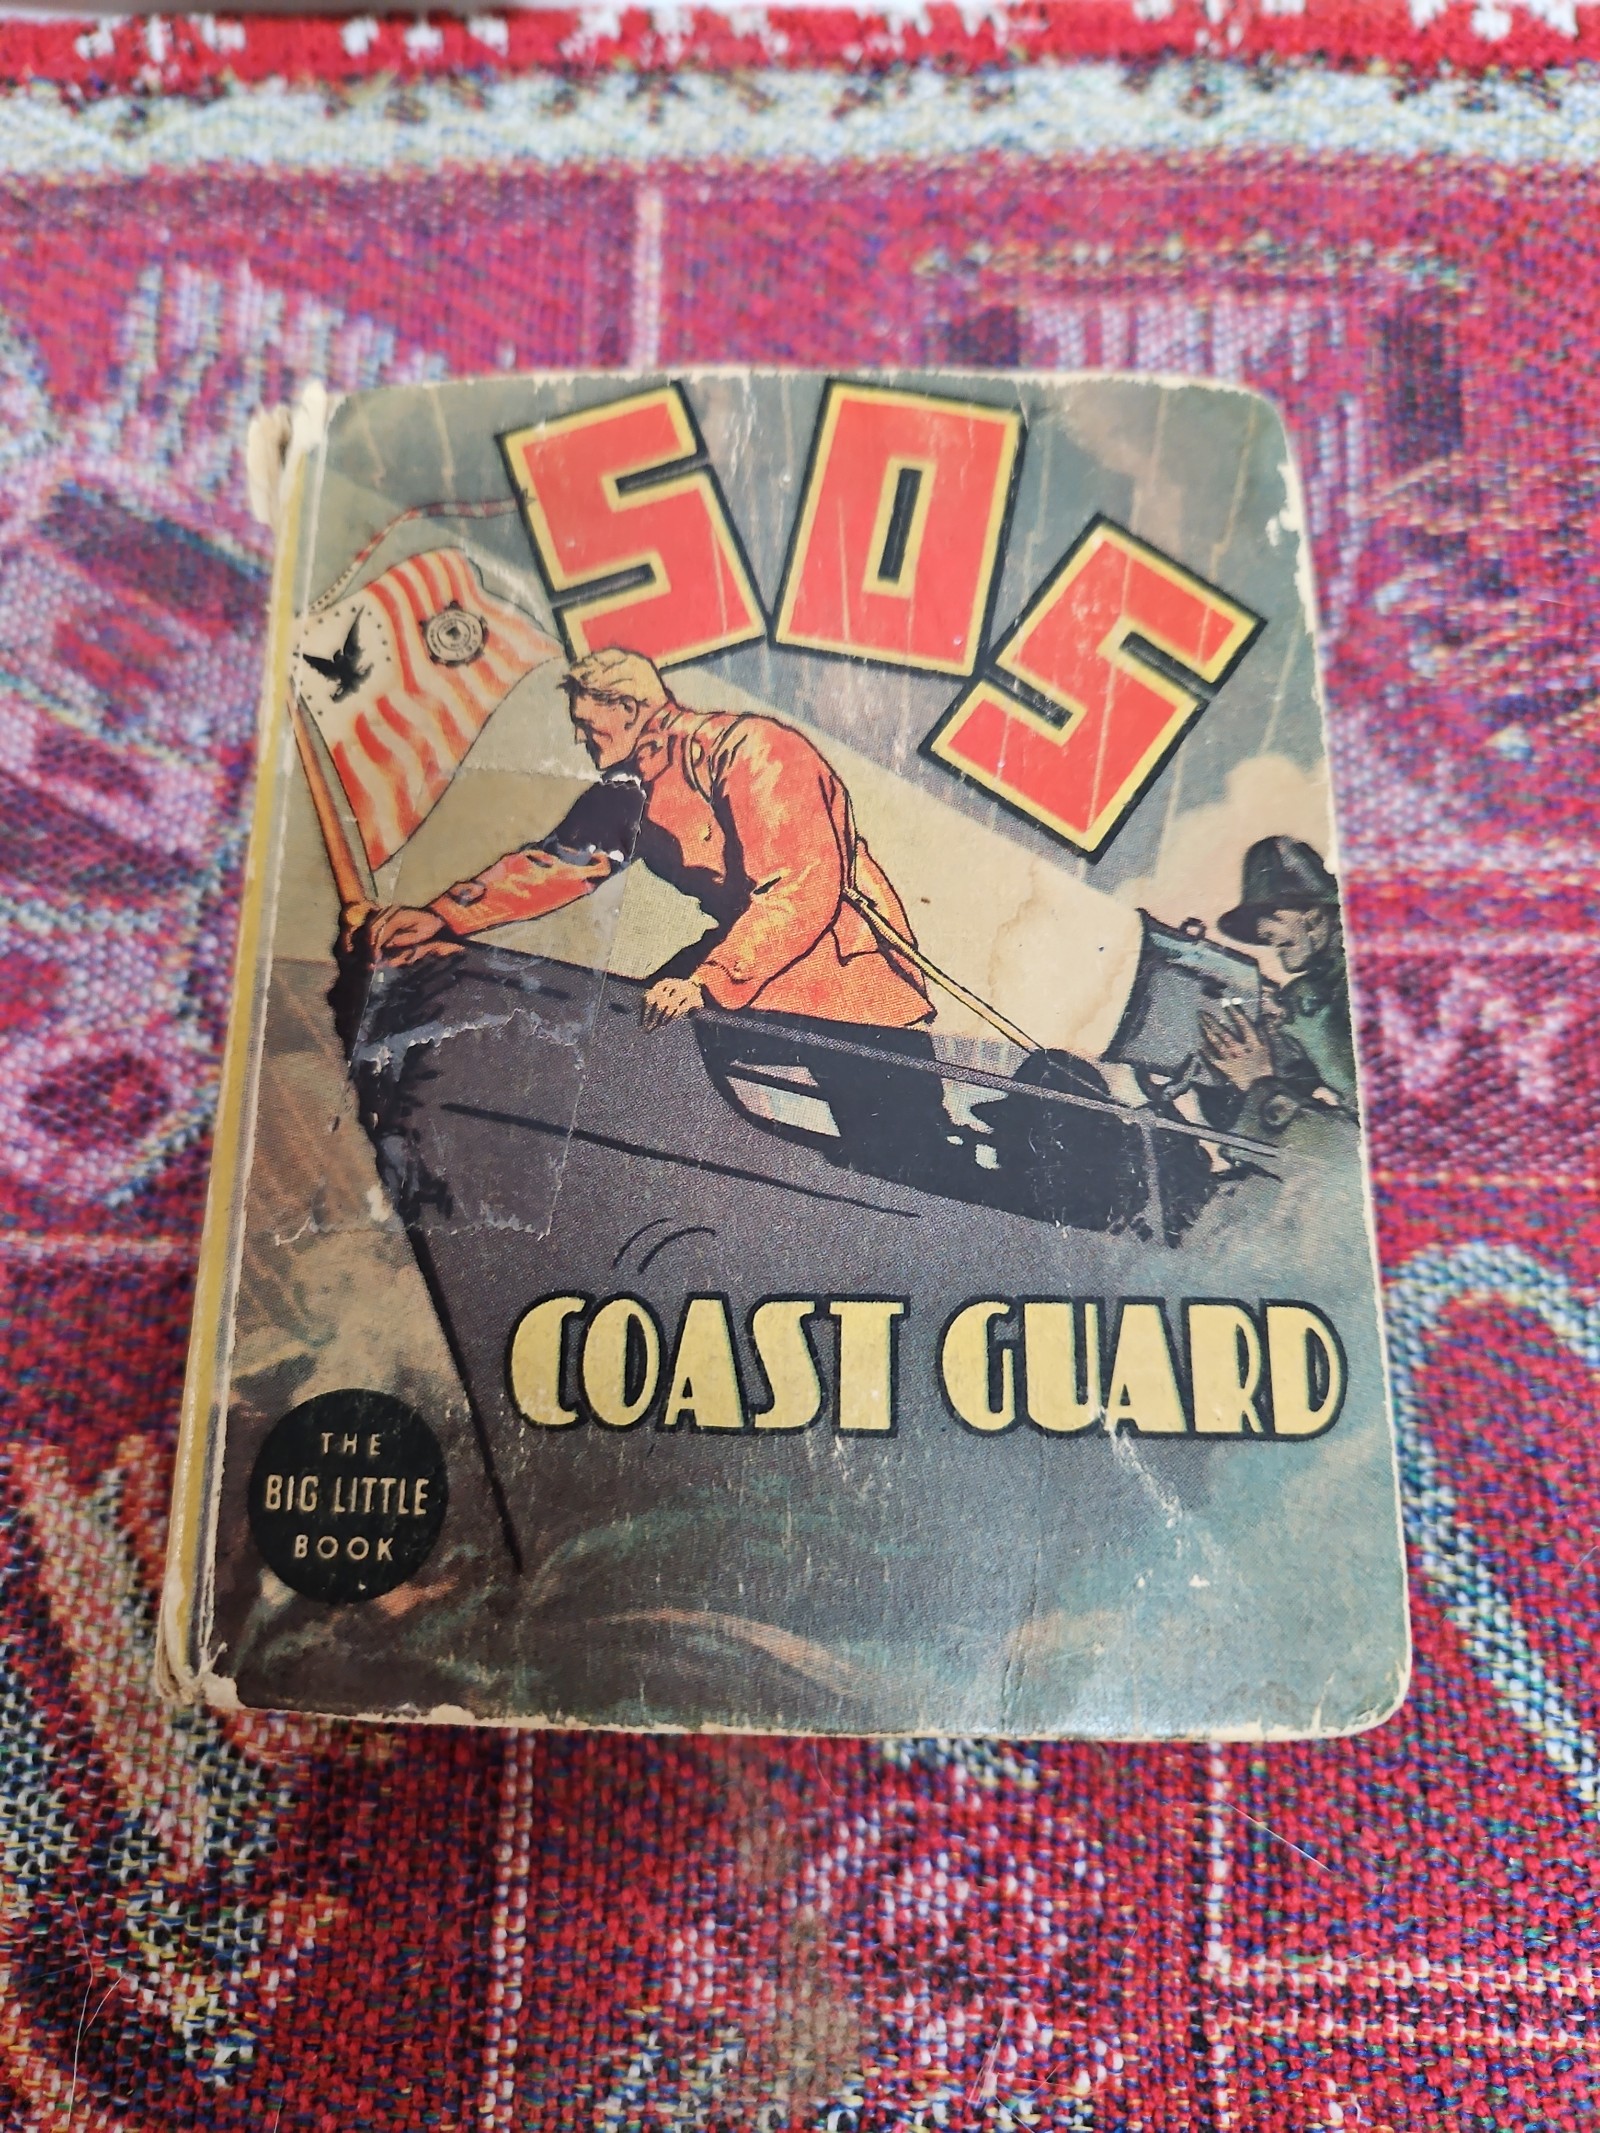 SOS
COAST GUARD
THE
BIG LITTLE
BOOK